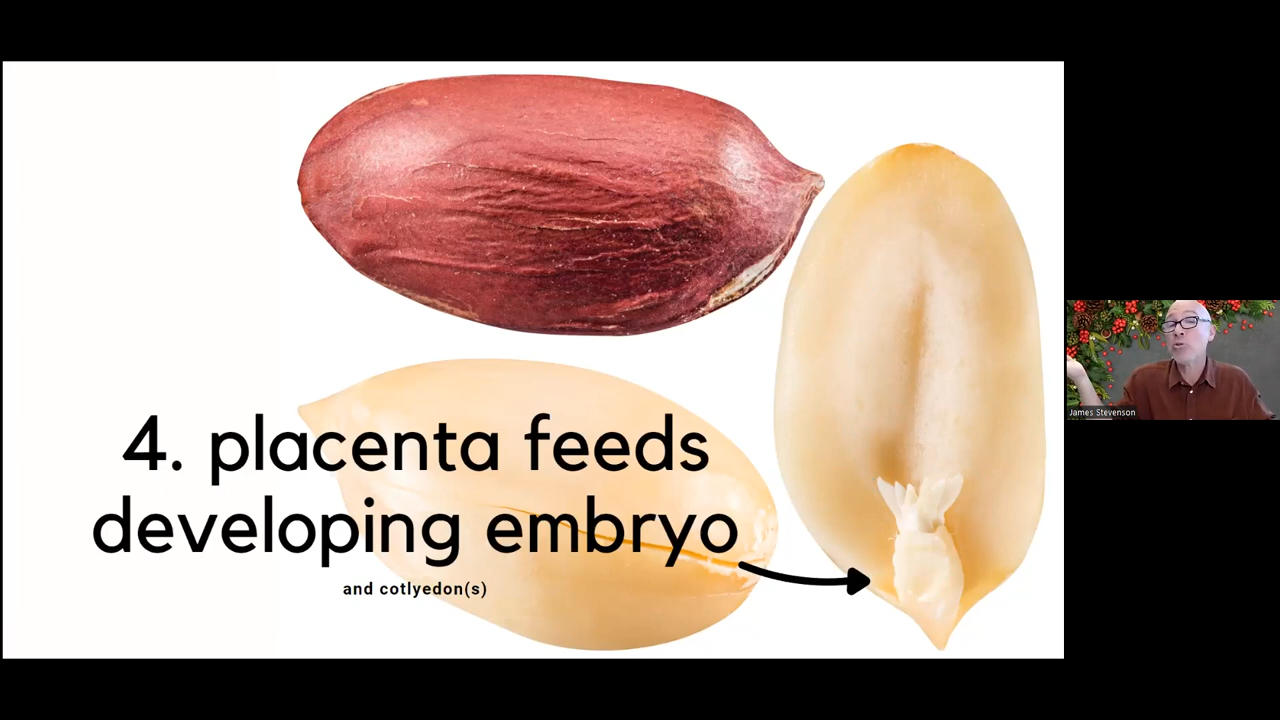 4. placenta feeds
developing embryo
and cotlyedon(s)
James Stevenson